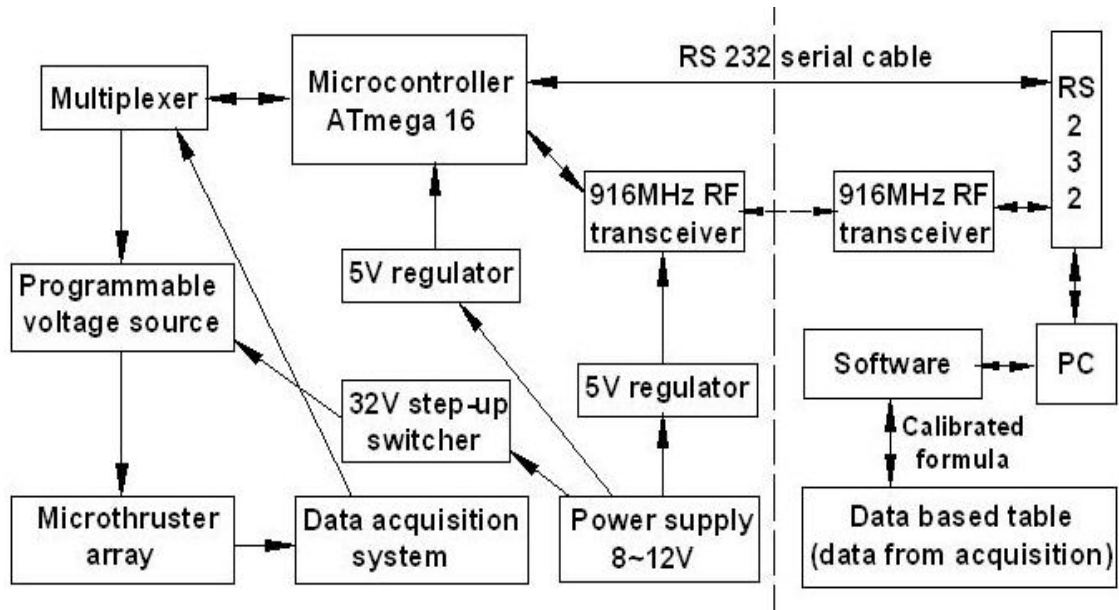 RS 232 serial cable
Microcontroller
ATmega 16
Multiplexer
RS
2
3
2
916MHz RF
transceiver
916MHz RF
transceiver
5V regulator
Programmable
voltage source
Software
PC
32V step-up
switcher
5V regulator
Calibrated
formula
Microthruster
array
Data acquisition
system
Power supply
8~12V
Data based table
(data from acquisition)